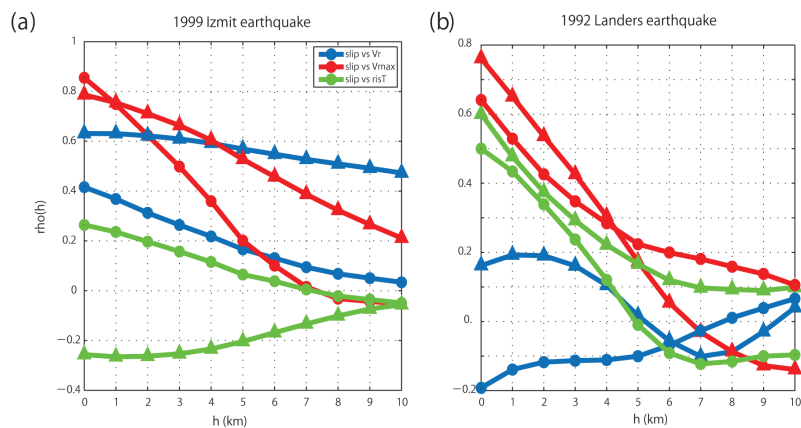 (a)
1999 Izmit earthquake
1
0.8
0.6
0.4
0.2
0
−0.2
−0.4
rho(h)
slip vs Vr
slip vs Vmax
slip vs risT
0 1 2 3 4 5 6 7 8 9 10
h (km)
(b)
1992 Landers earthquake
0.8
0.6
0.4
0.2
0.
−0.2
0 1 2 3 4 5 6 7 8 9 10
h (km)